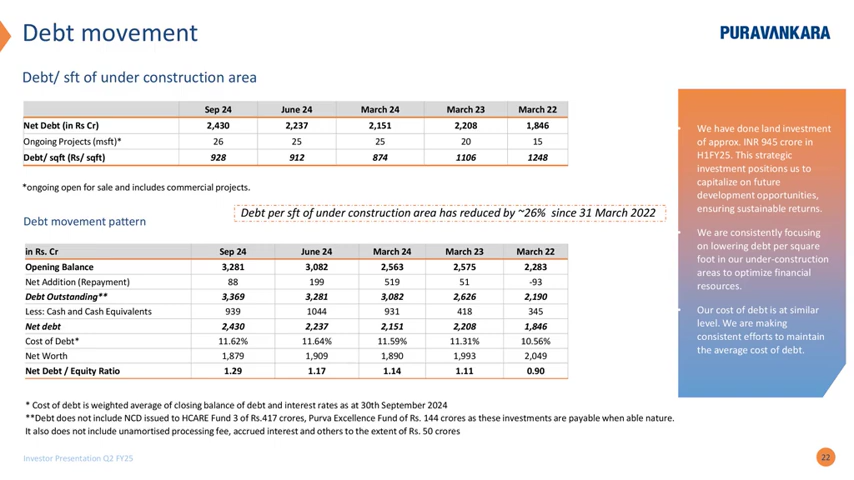 Debt movement
PURAVANKARA
Debt/ sft of under construction area
Sep 24 June 24 March 24 March 23 March 22
Net Debt (in Rs Cr) 2,430 2,237 2,151 2,208 1,846
Ongoing Projects (msft)* 26 25 25 20 15
Debt/ sqft (Rs/ sqft) 928 912 874 1106 1248
*ongoing open for sale and includes commercial projects.
Debt per sft of under construction area has reduced by ~26% since 31 March 2022
Debt movement pattern
in Rs. Cr Sep 24 June 24 March 24 March 23 March 22
Opening Balance 3,281 3,082 2,563 2,575 2,283
Net Addition (Repayment) 88 199 519 51 -93
Debt Outstanding** 3,369 3,281 3,082 2,626 2,190
Less: Cash and Cash Equivalents 939 1044 931 418 345
Net debt 2,430 2,237 2,151 2,208 1,846
Cost of Debt* 11.62% 11.64% 11.59% 11.31% 10.56%
Net Worth 1,879 1,909 1,890 1,993 2,049
Net Debt / Equity Ratio 1.29 1.17 1.14 1.11 0.90
* Cost of debt is weighted average of closing balance of debt and interest rates as at 30th September 2024
**Debt does not include NCD issued to HCARE Fund 3 of Rs.417 crores, Purva Excellence Fund of Rs. 144 crores as these investments are payable when able nature.
It also does not include unamortised processing fee, accrued interest and others to the extent of Rs. 50 crores
• We have done land investment
of approx. INR 945 crore in
H1FY25. This strategic
investment positions us to
capitalize on future
development opportunities,
ensuring sustainable returns.
• We are consistently focusing
on lowering debt per square
foot in our under-construction
areas to optimize financial
resources.
• Our cost of debt is at similar
level. We are making
consistent efforts to maintain
the average cost of debt.
Investor Presentation Q2 FY25
22